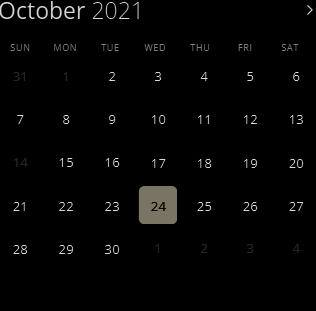 October 2021
SUN MON TUE WED THU FRI SAT
31 1 2 3 4 5 6
7 8 9 10 11 12 13
14 15 16 17 18 19 20
21 22 23 24 25 26 27
28 29 30 1 2 3 4